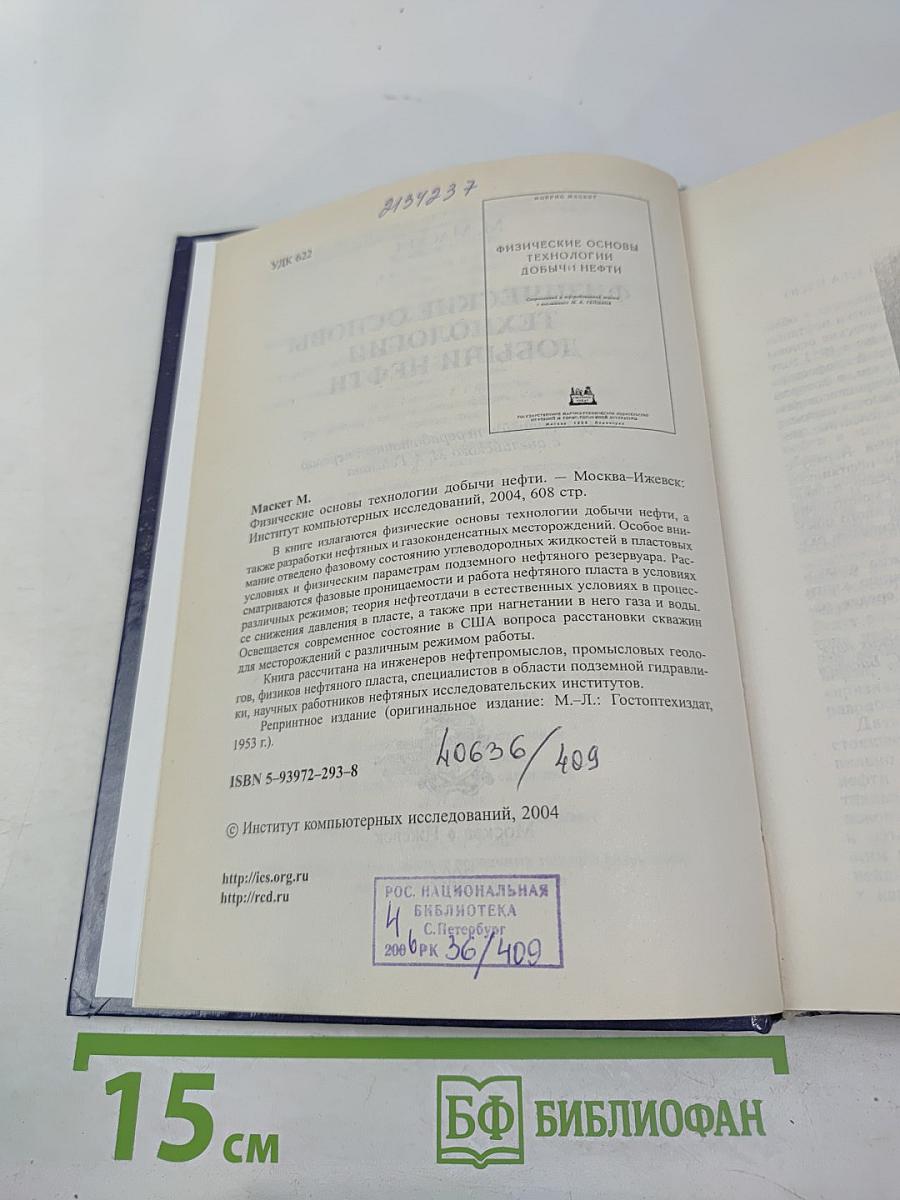 2134237
УДК 622
МОРРИС МАСКЕТ
ФИЗИЧЕСКИЕ ОСНОВЫ
ТЕХНОЛОГИИ
ДОБЫЧИ НЕФТИ
Маскет М.
Физические основы технологии добычи нефти. — Москва–Ижевск:
Институт компьютерных исследований, 2004, 608 стр.
В книге излагаются физические основы технологии добычи нефти, а
также разработки нефтяных и газоконденсатных месторождений. Особое вни-
мание отведено фазовому состоянию углеводородных жидкостей в пластовых
условиях и физическим параметрам подземного нефтяного резервуара. Рас-
сматриваются фазовые проницаемости и работа нефтяного пласта в условиях
различных режимов; теория нефтеотдачи в естественных условиях в процес-
се снижения давления в пласте, а также при нагнетании в него газа и воды.
Освещается современное состояние в США вопроса расстановки скважин
для месторождений с различным режимом работы.
Книга рассчитана на инженеров нефтепромыслов, промысловых геоло-
гов, физиков нефтяного пласта, специалистов в области подземной гидравли-
ки, научных работников нефтяных исследовательских институтов.
Репринтное издание (оригинальное издание: М.–Л.: Гостоптехиздат,
1953 г.).
40636/409
ISBN 5–93972–293–8
© Институт компьютерных исследований, 2004
http://ics.org.ru
http://rcd.ru
РОС. НАЦИОНАЛЬНАЯ
БИБЛИОТЕКА
4 С.Петербург
2006РК 36/409
15 см
БФ БИБЛИОФАН